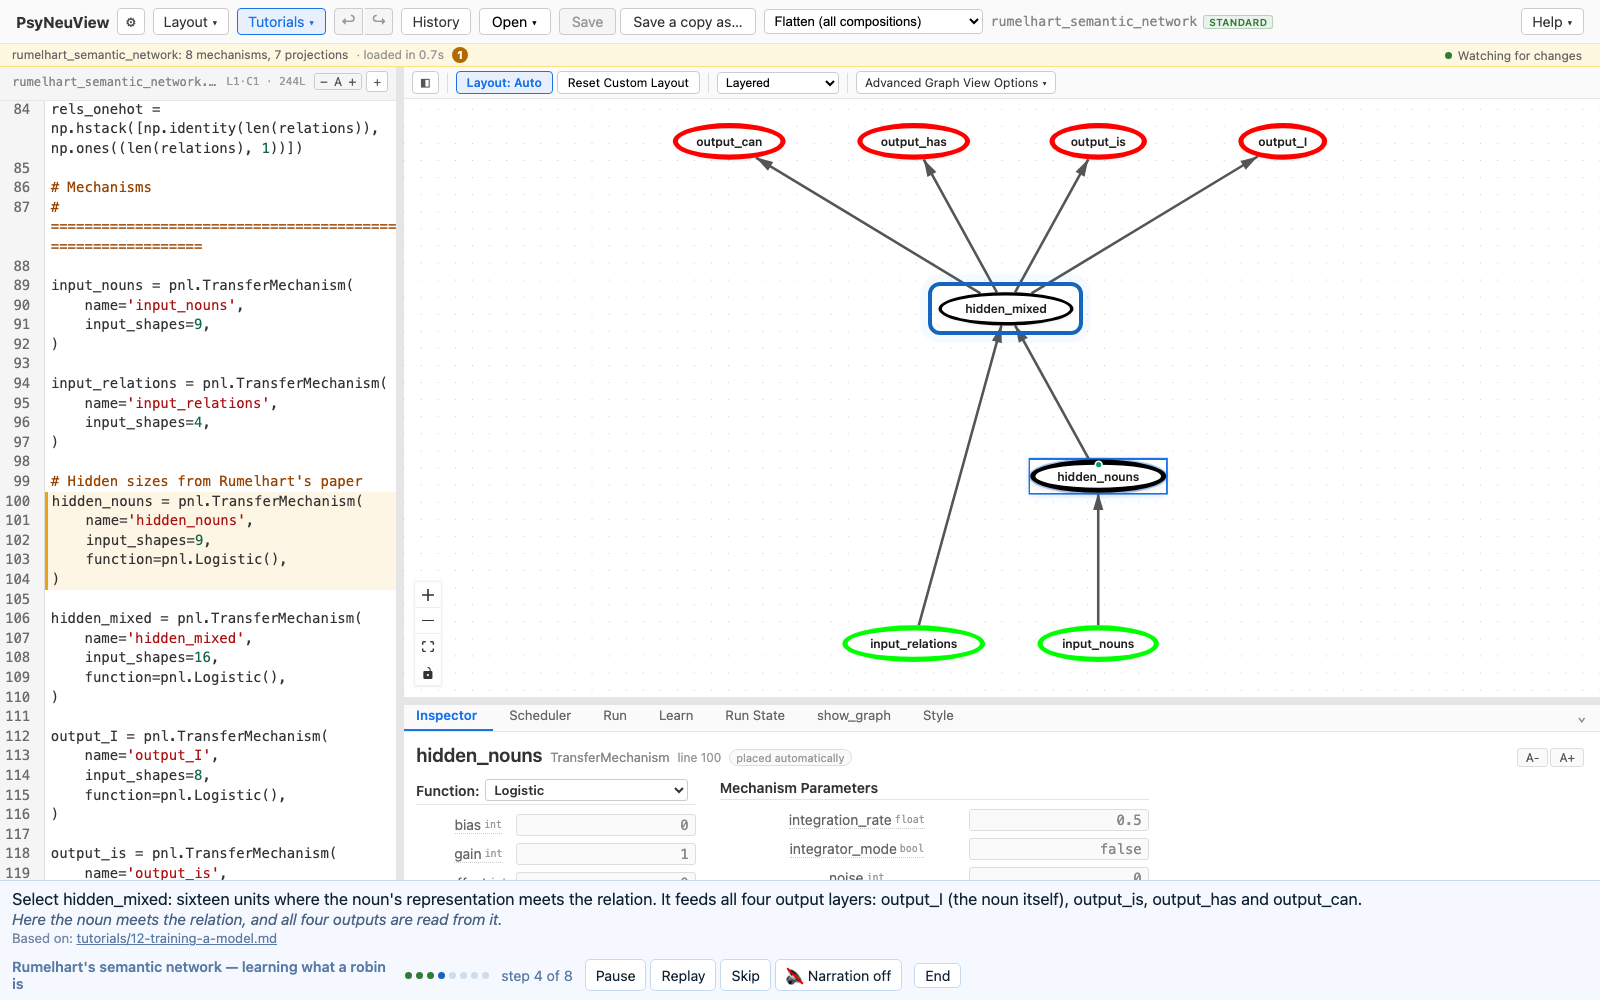 PsyNeuView ⚙ Layout ▾ Tutorials ▾ ↩ ↪ History Open ▾ Save Save a copy as... Flatten (all compositions) rumelhart_semantic_network STANDARD Help ▾
rumelhart_semantic_network: 8 mechanisms, 7 projections · loaded in 0.7s 1 Watching for changes
rumelhart_semantic_network.... L1·C1 · 244L − A + +
Layout: Auto Reset Custom Layout Layered Advanced Graph View Options ▾
84 rels_onehot =
np.hstack([np.identity(len(relations)),
np.ones((len(relations), 1))])
85
86 # Mechanisms
87 #
=========================================
==================
88
89 input_nouns = pnl.TransferMechanism(
90 name='input_nouns',
91 input_shapes=9,
92 )
93
94 input_relations = pnl.TransferMechanism(
95 name='input_relations',
96 input_shapes=4,
97 )
98
99 # Hidden sizes from Rumelhart's paper
100 hidden_nouns = pnl.TransferMechanism(
101 name='hidden_nouns',
102 input_shapes=9,
103 function=pnl.Logistic(),
104 )
105
106 hidden_mixed = pnl.TransferMechanism(
107 name='hidden_mixed',
108 input_shapes=16,
109 function=pnl.Logistic(),
110 )
111
112 output_I = pnl.TransferMechanism(
113 name='output_I',
114 input_shapes=8,
115 function=pnl.Logistic(),
116 )
117
118 output_is = pnl.TransferMechanism(
119 name='output_is',
output_can output_has output_is output_I
hidden_mixed
hidden_nouns
input_relations input_nouns
Inspector Scheduler Run Learn Run State show_graph Style
hidden_nouns TransferMechanism line 100 placed automatically A- A+
Function: Logistic
bias int 0
gain int 1
Mechanism Parameters
integration_rate float 0.5
integrator_mode bool false
noise int 0
Select hidden_mixed: sixteen units where the noun's representation meets the relation. It feeds all four output layers: output_I (the noun itself), output_is, output_has and output_can.
Here the noun meets the relation, and all four outputs are read from it.
Based on: tutorials/12-training-a-model.md
Rumelhart's semantic network — learning what a robin
is
step 4 of 8 Pause Replay Skip Narration off End